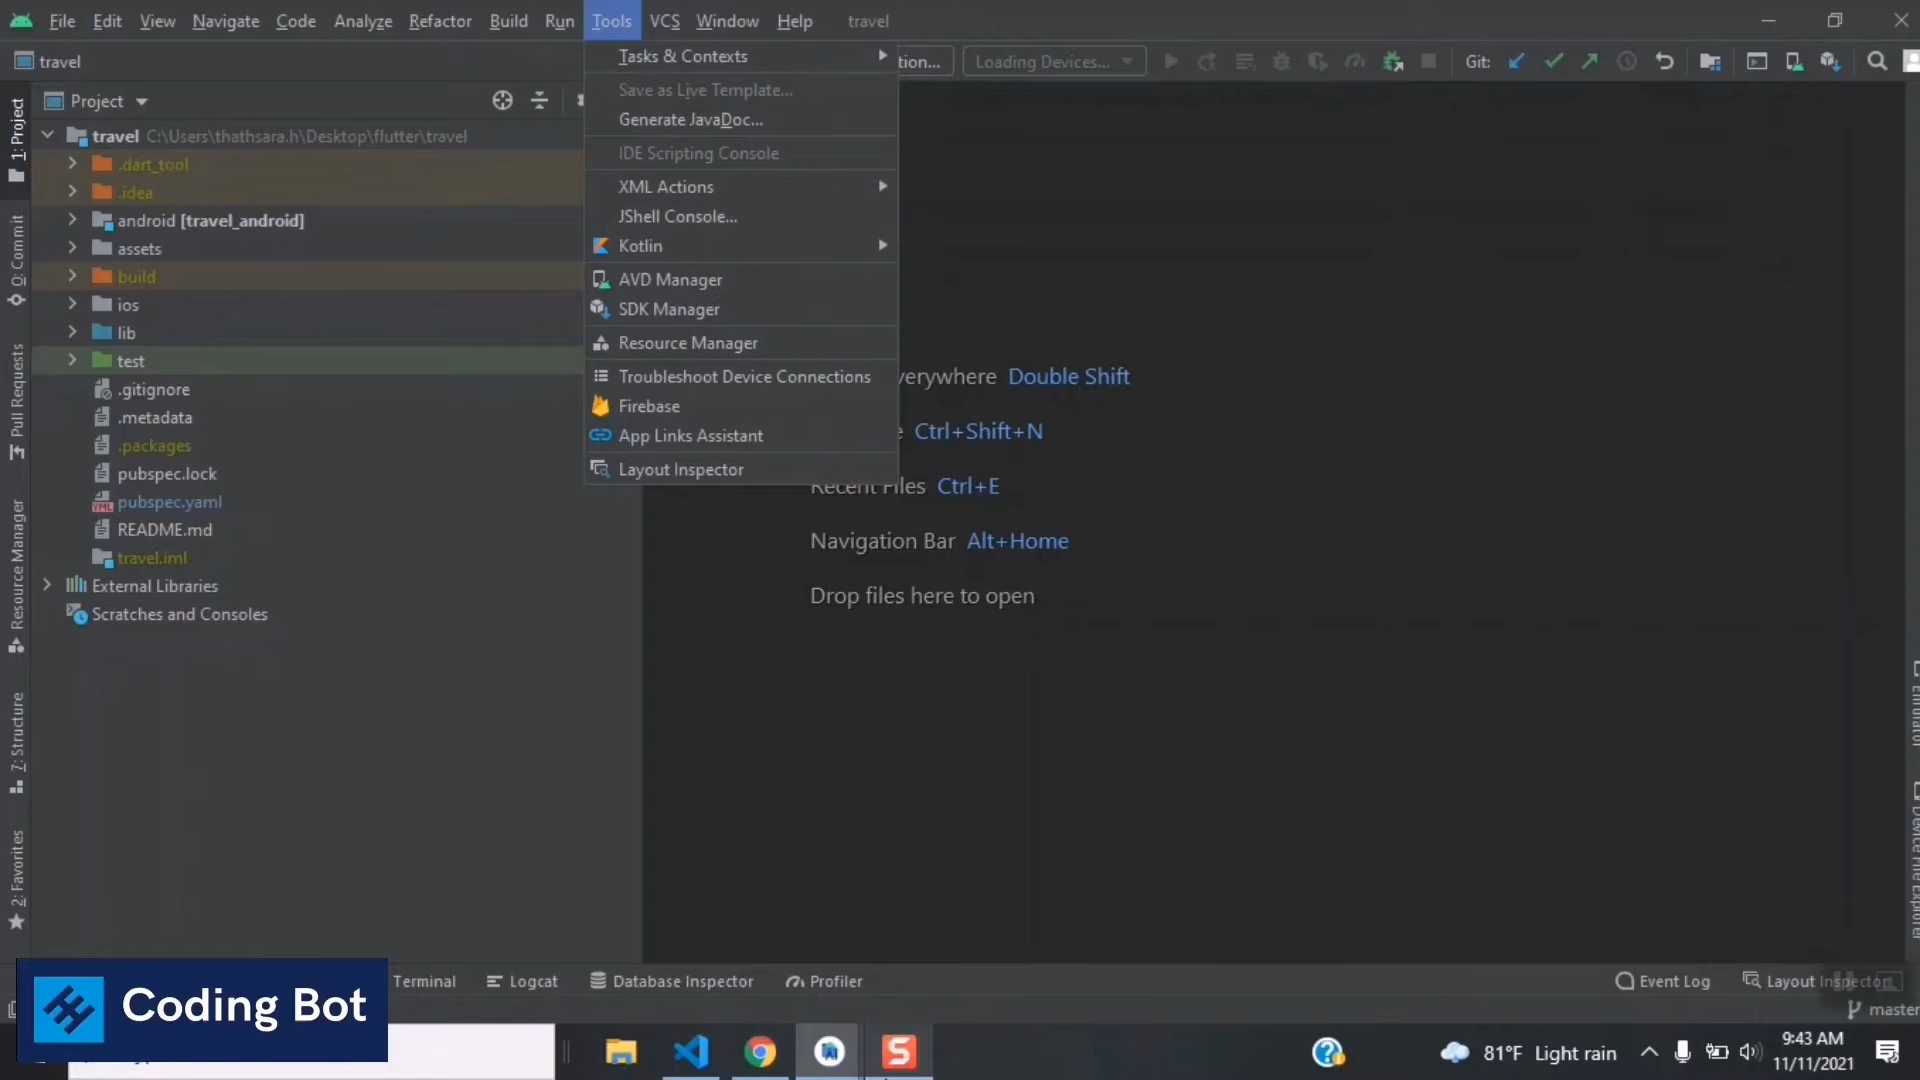 File Edit View Navigate Code Analyze Refactor Build Run Tools VCS Window Help travel
travel
tion... Loading Devices... Git:
Project
travel C:\Users\thathsara.h\Desktop\flutter\travel
.dart_tool
.idea
android [travel_android]
assets
build
ios
lib
test
.gitignore
.metadata
.packages
pubspec.lock
pubspec.yaml
README.md
travel.iml
External Libraries
Scratches and Consoles
Tasks & Contexts
Save as Live Template...
Generate JavaDoc...
IDE Scripting Console
XML Actions
JShell Console...
Kotlin
AVD Manager
SDK Manager
Resource Manager
Troubleshoot Device Connections
Firebase
App Links Assistant
Layout Inspector
verywhere Double Shift
e Ctrl+Shift+N
Recent Files Ctrl+E
Navigation Bar Alt+Home
Drop files here to open
1: Project
0: Commit
Pull Requests
Resource Manager
7: Structure
2: Favorites
Emulator
Device File Explorer
Terminal Logcat Database Inspector Profiler Event Log Layout Inspector
master
Coding Bot
81°F Light rain
9:43 AM
11/11/2021